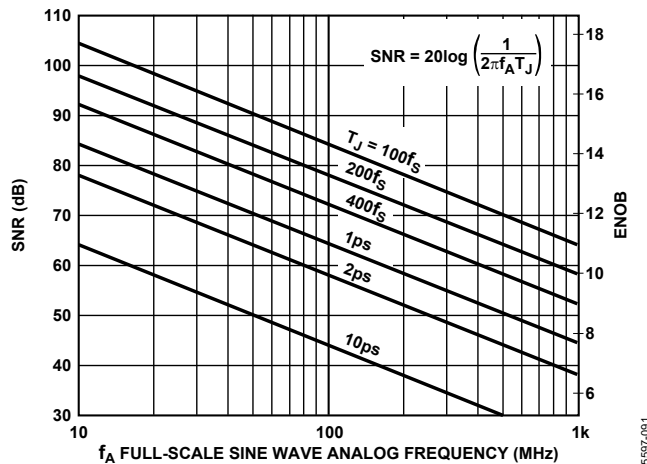 110
100
90
80
70
60
50
40
30
SNR (dB)
SNR = 20log (1 / 2πfATJ)
TJ = 100fS
200fS
400fS
1ps
2ps
10ps
18
16
14
12
10
8
6
ENOB
10
100
1k
fA FULL-SCALE SINE WAVE ANALOG FREQUENCY (MHz)